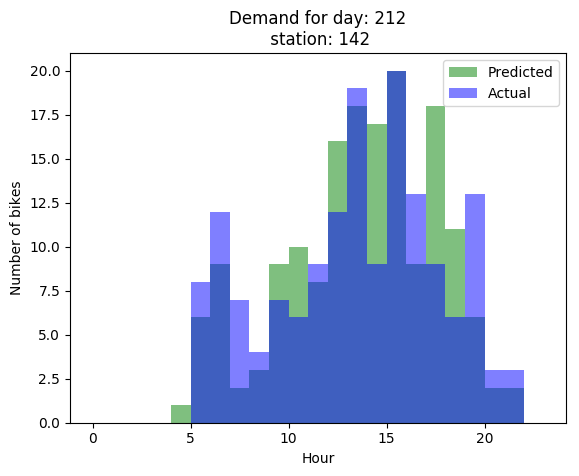 Demand for day: 212
station: 142
Predicted
Actual
Number of bikes
20.0
17.5
15.0
12.5
10.0
7.5
5.0
2.5
0.0
0 5 10 15 20
Hour